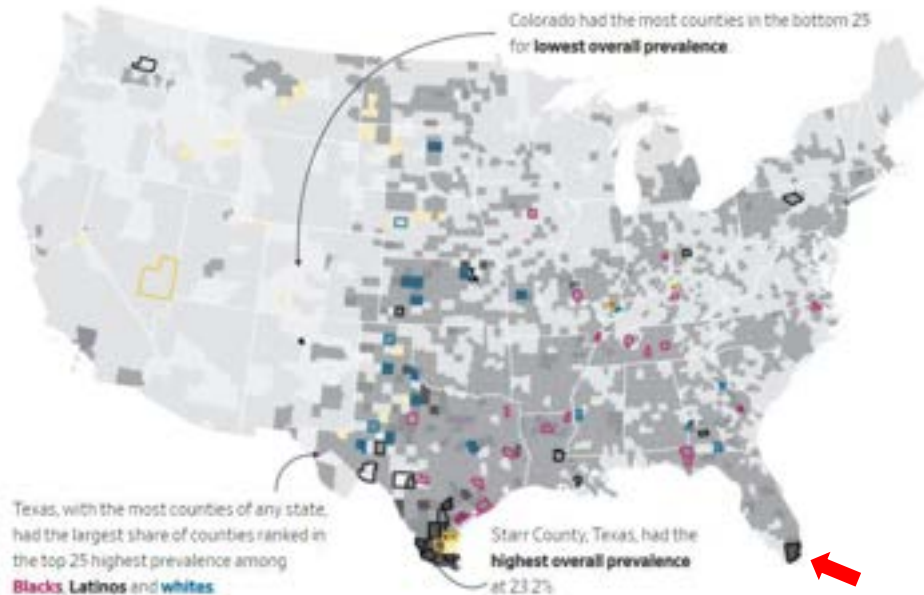 Colorado had the most counties in the bottom 25
for lowest overall prevalence.
Texas, with the most counties of any state,
had the largest share of counties ranked in
the top 25 highest prevalence among
Blacks, Latinos and whites.
Starr County, Texas, had the
highest overall prevalence
at 23.2%.